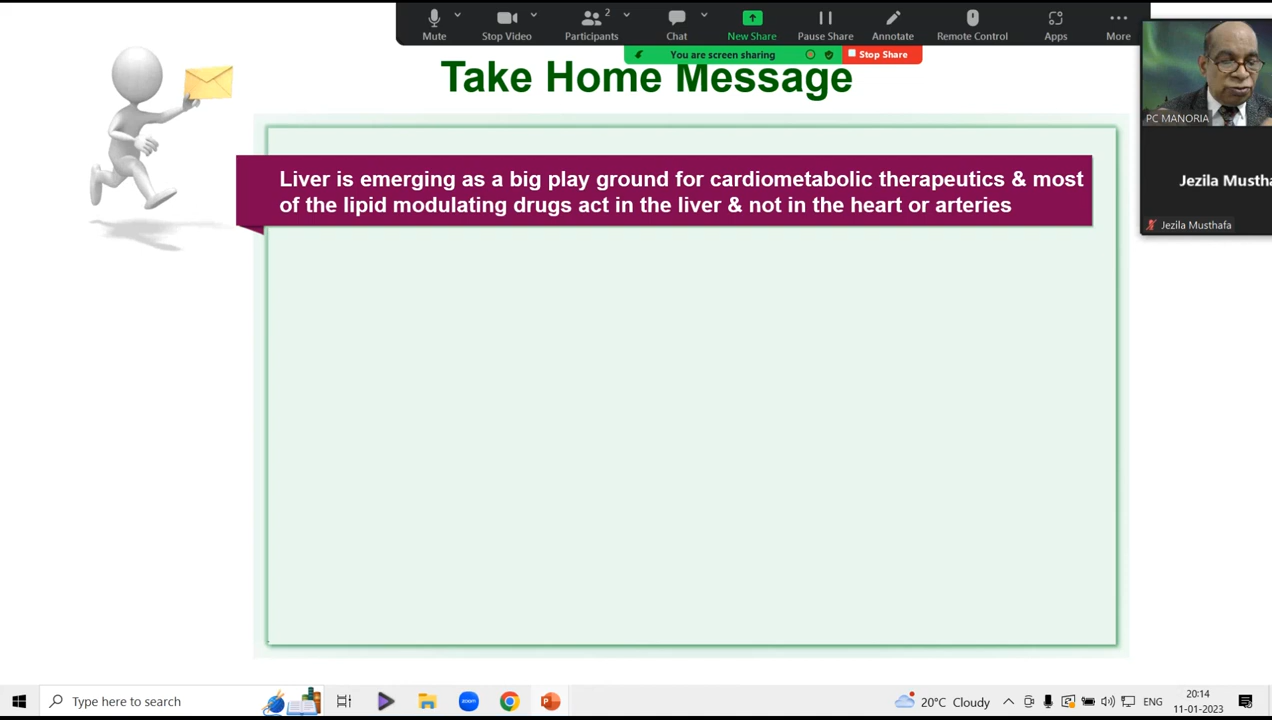 2
Mute
Stop Video
Participants
Chat
New Share
Pause Share
Annotate
Remote Control
Apps
More
You are screen sharing
Stop Share
Take Home Message
PC MANORIA
Liver is emerging as a big play ground for cardiometabolic therapeutics & most
of the lipid modulating drugs act in the liver & not in the heart or arteries
Jezila Mustha
Jezila Musthafa
Type here to search
zoom
20°C Cloudy
ENG
20:14
11-01-2023